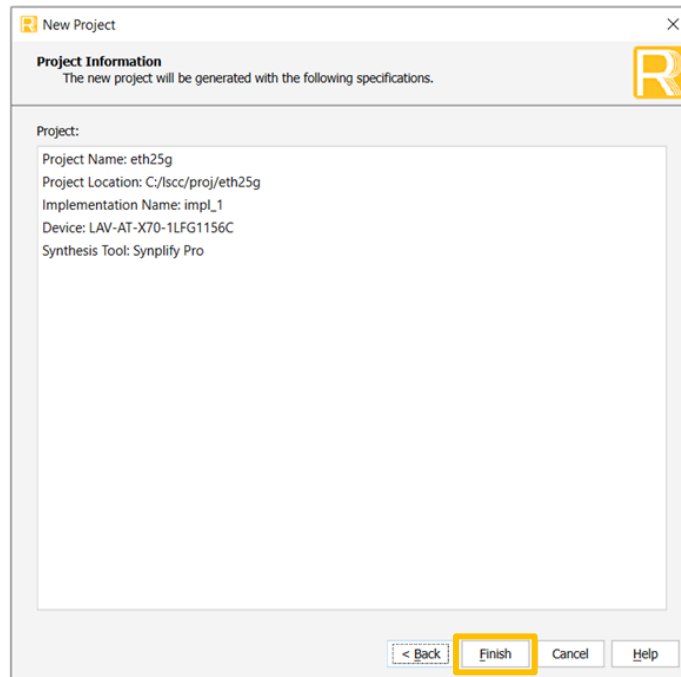 New Project
Project Information
The new project will be generated with the following specifications.
Project:
Project Name: eth25g
Project Location: C:/lscc/proj/eth25g
Implementation Name: impl_1
Device: LAV-AT-X70-1LFG1156C
Synthesis Tool: Synplify Pro
< Back Finish Cancel Help